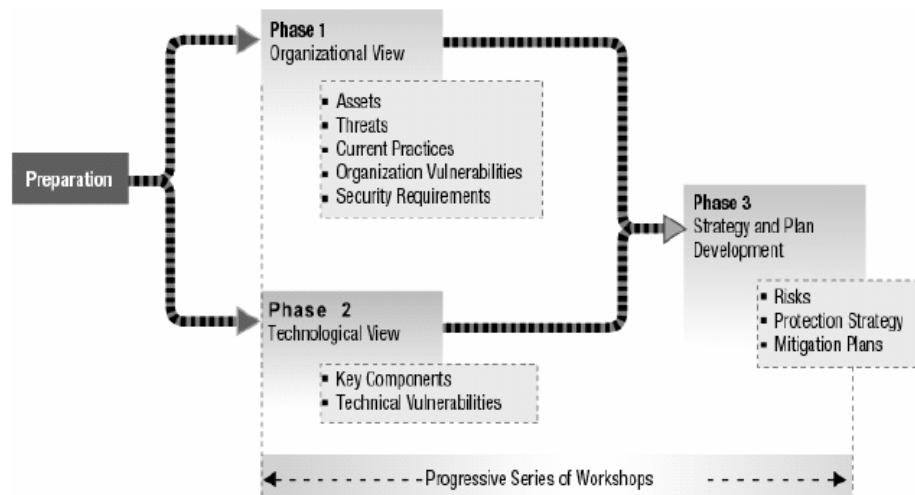 Phase 1
Organizational View
▪ Assets
▪ Threats
▪ Current Practices
▪ Organization Vulnerabilities
▪ Security Requirements
Preparation
Phase 3
Strategy and Plan
Development
▪ Risks
▪ Protection Strategy
▪ Mitigation Plans
Phase 2
Technological View
▪ Key Components
▪ Technical Vulnerabilities
Progressive Series of Workshops